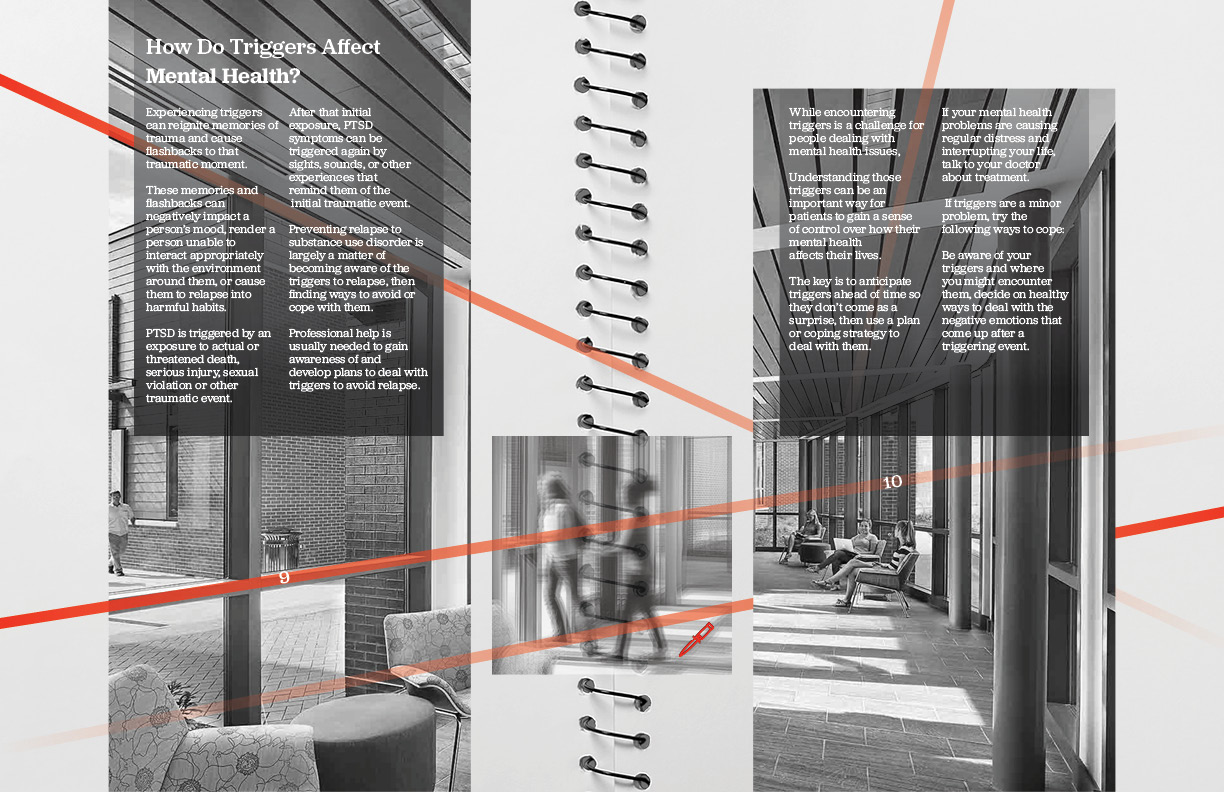 How Do Triggers Affect
Mental Health?
Experiencing triggers
can reignite memories of
trauma and cause
flashbacks to that
traumatic moment.
These memories and
flashbacks can
negatively impact a
person's mood, render a
person unable to
interact appropriately
with the environment
around them, or cause
them to relapse into
harmful habits.
PTSD is triggered by an
exposure to actual or
threatened death,
serious injury, sexual
violation or other
traumatic event.
After that initial
exposure, PTSD
symptoms can be
triggered again by
sights, sounds, or other
experiences that
remind them of the
initial traumatic event.
Preventing relapse to
substance use disorder is
largely a matter of
becoming aware of the
triggers to relapse, then
finding ways to avoid or
cope with them.
Professional help is
usually needed to gain
awareness of and
develop plans to deal with
triggers to avoid relapse.
9
While encountering
triggers is a challenge for
people dealing with
mental health issues,
Understanding those
triggers can be an
important way for
patients to gain a sense
of control over how their
mental health
affects their lives.
The key is to anticipate
triggers ahead of time so
they don't come as a
surprise, then use a plan
or coping strategy to
deal with them.
If your mental health
problems are causing
regular distress and
interrupting your life,
talk to your doctor
about treatment.
If triggers are a minor
problem, try the
following ways to cope:
Be aware of your
triggers and where
you might encounter
them, decide on healthy
ways to deal with the
negative emotions that
come up after a
triggering event.
10